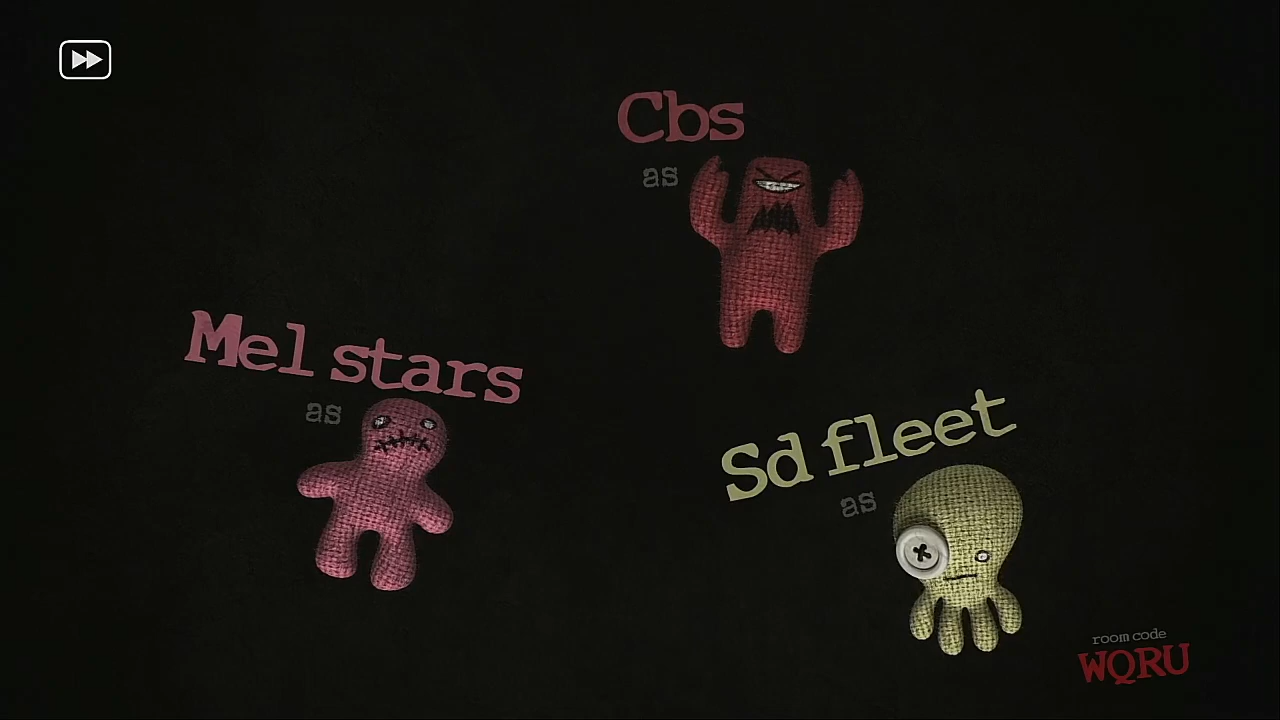 Cbs
as
Mel stars
as
Sd fleet
as
room code
WQRU